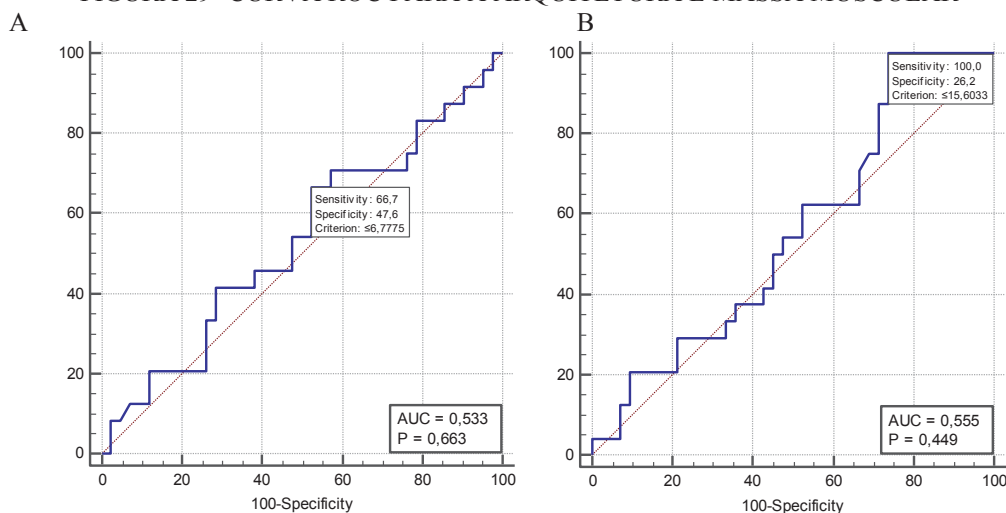 A
B
100
80
60
40
20
0
Sensitivity: 66,7
Specificity: 47,6
Criterion: ≤6,7775
AUC = 0,533
P = 0,663
0 20 40 60 80 100
100-Specificity
100
80
60
40
20
0
Sensitivity: 100,0
Specificity: 26,2
Criterion: ≤15,6033
AUC = 0,555
P = 0,449
0 20 40 60 80 100
100-Specificity